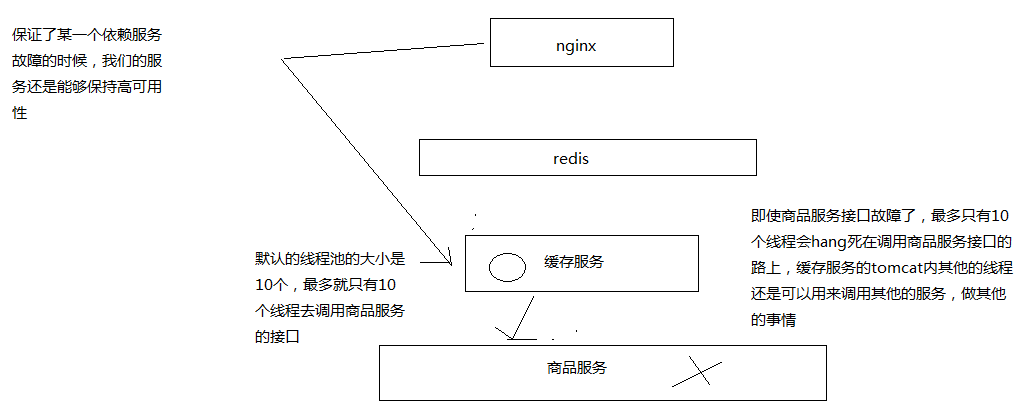 保证了某一个依赖服务
故障的时候，我们的服
务还是能够保持高可用
性
nginx
redis
即使商品服务接口故障了，最多只有10
个线程会hang死在调用商品服务接口的
路上，缓存服务的tomcat内其他的线程
还是可以用来调用其他的服务，做其他
的事情
默认的线程池的大小是
10个，最多就只有10
个线程去调用商品服务
的接口
缓存服务
商品服务